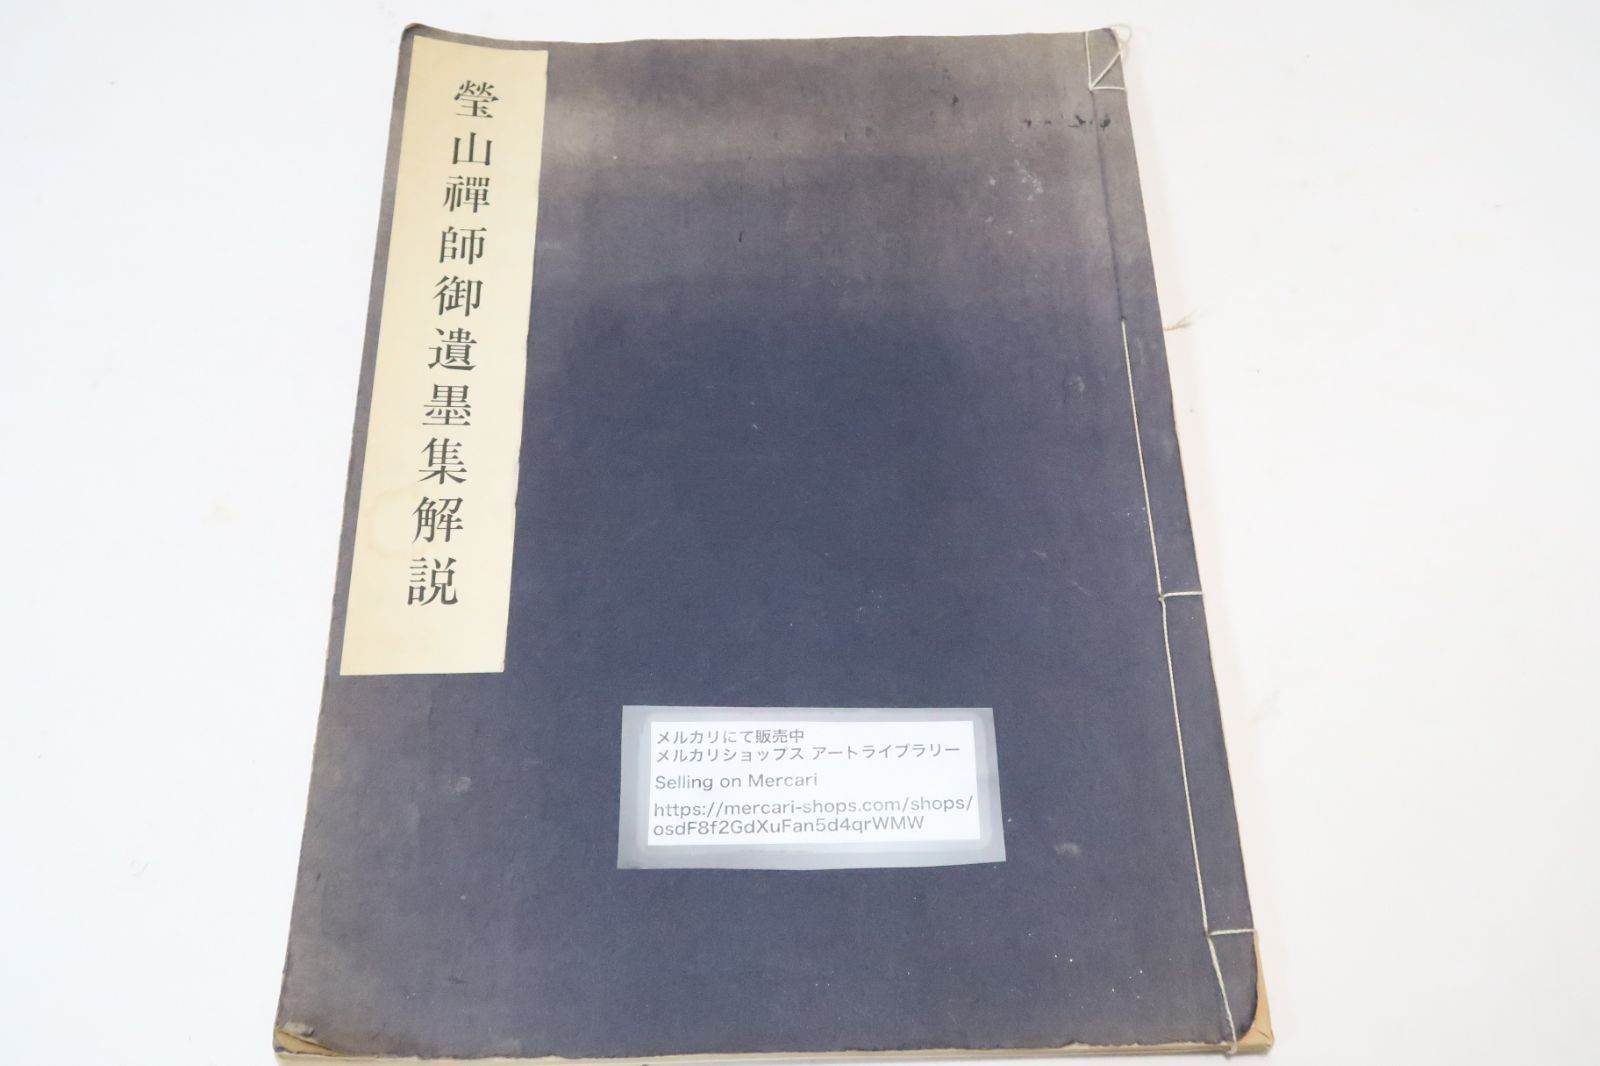 瑩山禪師御遺墨集解説
メルカリにて販売中
メルカリショップス アートライブラリー
Selling on Mercari
https://mercari-shops.com/shops/
osdF8f2GdXuFan5d4qrWMW